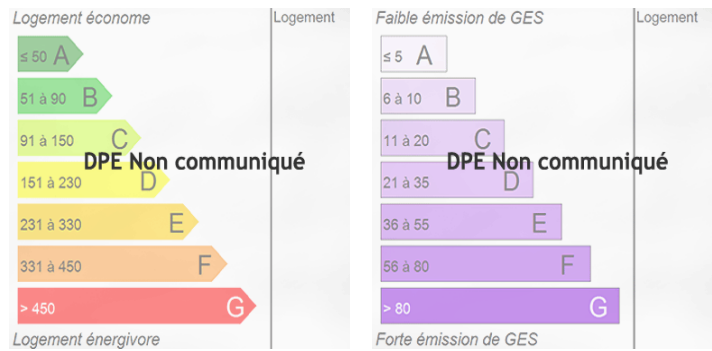 Logement économe
Logement
≤ 50 A
51 à 90 B
91 à 150 C
DPE Non communiqué
151 à 230 D
231 à 330 E
331 à 450 F
> 450 G
Logement énergivore
Faible émission de GES
Logement
≤ 5 A
6 à 10 B
11 à 20 C
DPE Non communiqué
21 à 35 D
36 à 55 E
56 à 80 F
> 80 G
Forte émission de GES